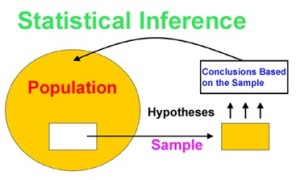 Statistical Inference
Population
Conclusions Based
on the Sample
Hypotheses
Sample